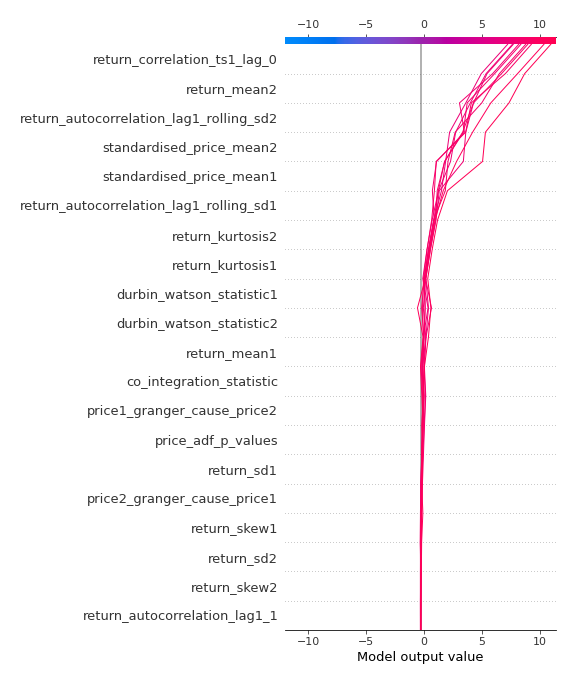 −10 −5 0 5 10
return_correlation_ts1_lag_0
return_mean2
return_autocorrelation_lag1_rolling_sd2
standardised_price_mean2
standardised_price_mean1
return_autocorrelation_lag1_rolling_sd1
return_kurtosis2
return_kurtosis1
durbin_watson_statistic1
durbin_watson_statistic2
return_mean1
co_integration_statistic
price1_granger_cause_price2
price_adf_p_values
return_sd1
price2_granger_cause_price1
return_skew1
return_sd2
return_skew2
return_autocorrelation_lag1_1
−10 −5 0 5 10
Model output value